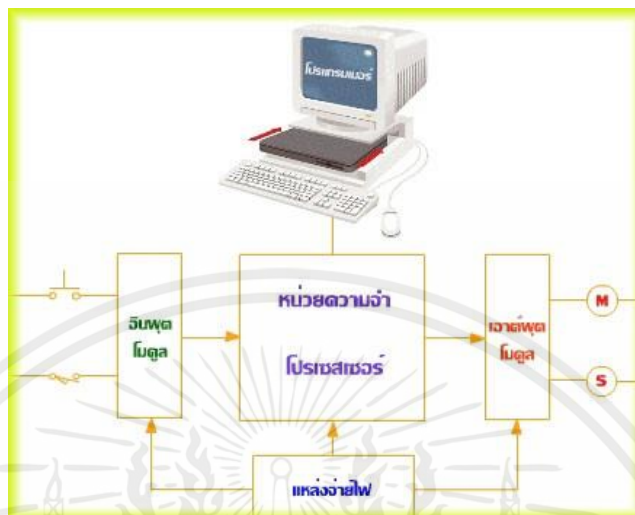 โปรแกรมเมอร์
อินพุต
โมดูล
หน่วยความจำ
โปรเซสเซอร์
เอาต์พุต
โมดูล
M
S
แหล่งจ่ายไฟ